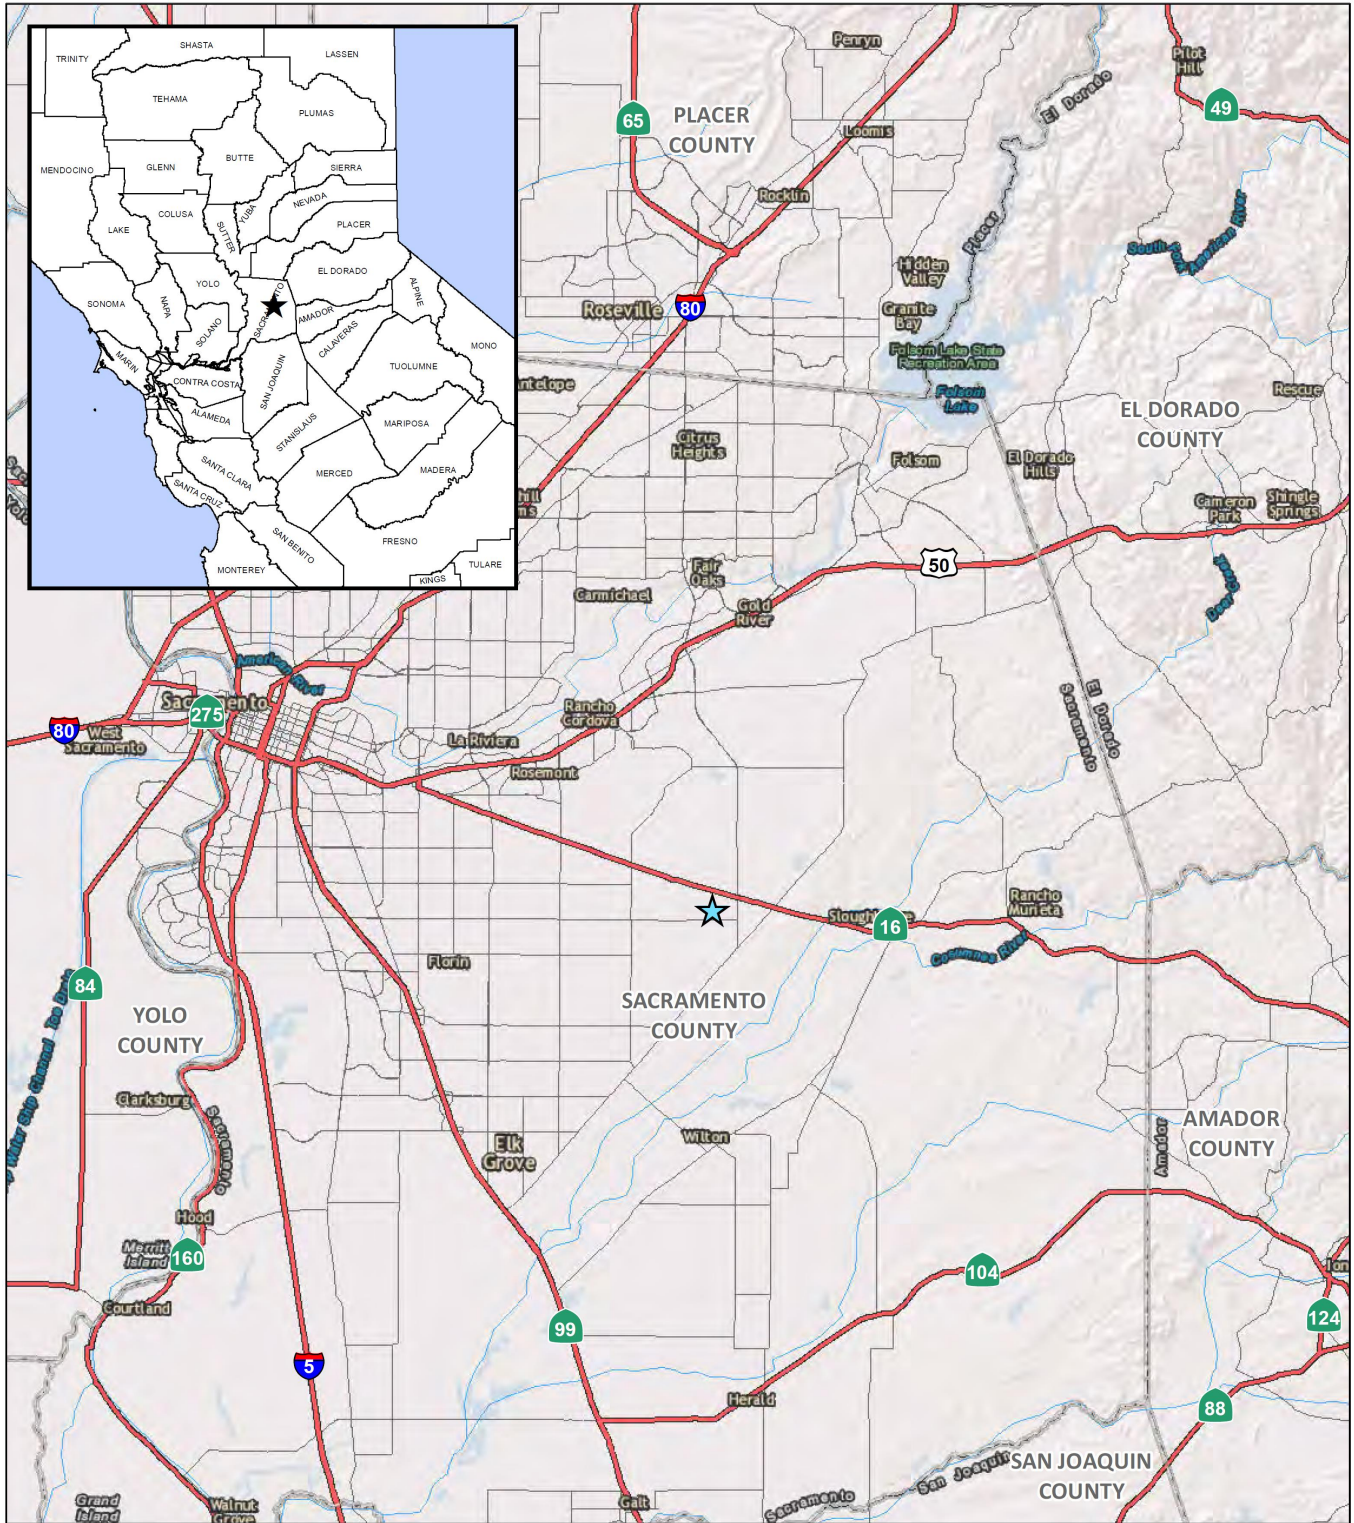 SHASTA
TRINITY
LASSEN
TEHAMA
PLUMAS
MENDOCINO
GLENN
BUTTE
SIERRA
COLUSA
YUBA
NEVADA
LAKE
SUTTER
PLACER
YOLO
EL DORADO
SONOMA
NAPA
SACRAMENTO
ALPINE
SOLANO
AMADOR
MARIN
CALAVERAS
MONO
CONTRA COSTA
SAN JOAQUIN
TUOLUMNE
ALAMEDA
STANISLAUS
MARIPOSA
SANTA CLARA
MERCED
MADERA
SANTA CRUZ
SAN BENITO
FRESNO
MONTEREY
KINGS
TULARE
Penryn
Pilot
Hill
El Dorado
49
65
PLACER
COUNTY
Loomis
Rocklin
Placer
South Fork American River
Hidden
Valley
Roseville
80
Granite
Bay
Folsom Lake State
Recreation Area
Folsom
Lake
Antelope
Rescue
EL DORADO
COUNTY
Citrus
Heights
Folsom
El Dorado
Hills
Cameron
Park
Shingle
Springs
50
Fair
Oaks
Carmichael
Gold
River
Deer Creek
American River
Sacramento
275
80
West
Sacramento
Rancho
Cordova
La Riviera
Rosemont
El Dorado
Sacramento
Rancho
Murieta
16
Cosumnes River
Florin
84
SACRAMENTO
COUNTY
YOLO
COUNTY
Water Ship Channel Toe Drain
Clarksburg
Sacramento
Elk
Grove
Wilton
AMADOR
COUNTY
Amador
Hood
Merritt
Island
160
Courtland
104
99
124
5
Herald
88
SAN JOAQUIN
COUNTY
San Joaquin
Sacramento
Grand
Island
Walnut
Grove
Galt